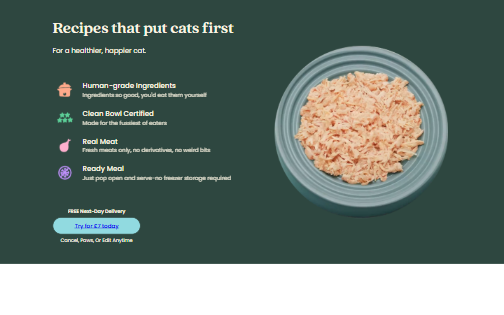 Recipes that put cats first
For a healthier, happier cat.
Human-grade Ingredients
Ingredients so good, you'd eat them yourself
Clean Bowl Certified
Made for the fussiest of eaters
Real Meat
Fresh meats only, no derivatives, no weird bits
Ready Meal
Just pop open and serve-no freezer storage required
FREE Next-Day Delivery
Try for £7 today
Cancel, Paws, Or Edit Anytime